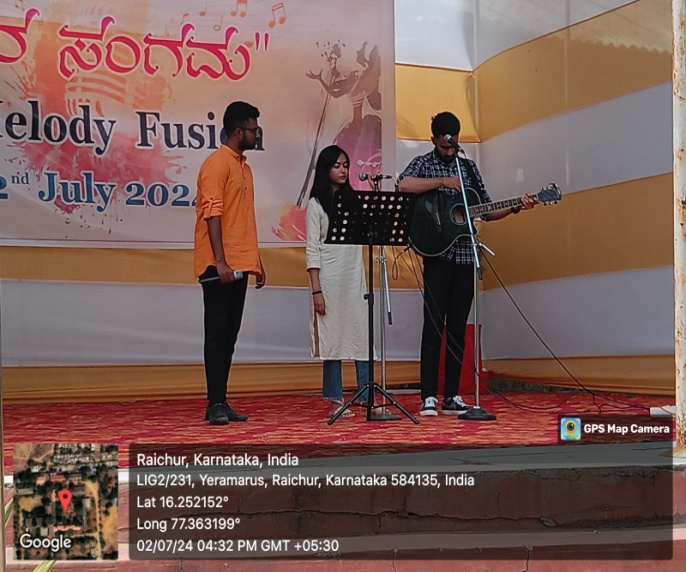 ಸಂಗಮ"
Melody Fusion
2nd July 2024
GPS Map Camera
Raichur, Karnataka, India
LIG2/231, Yeramarus, Raichur, Karnataka 584135, India
Lat 16.252152°
Long 77.363199°
02/07/24 04:32 PM GMT +05:30
Google